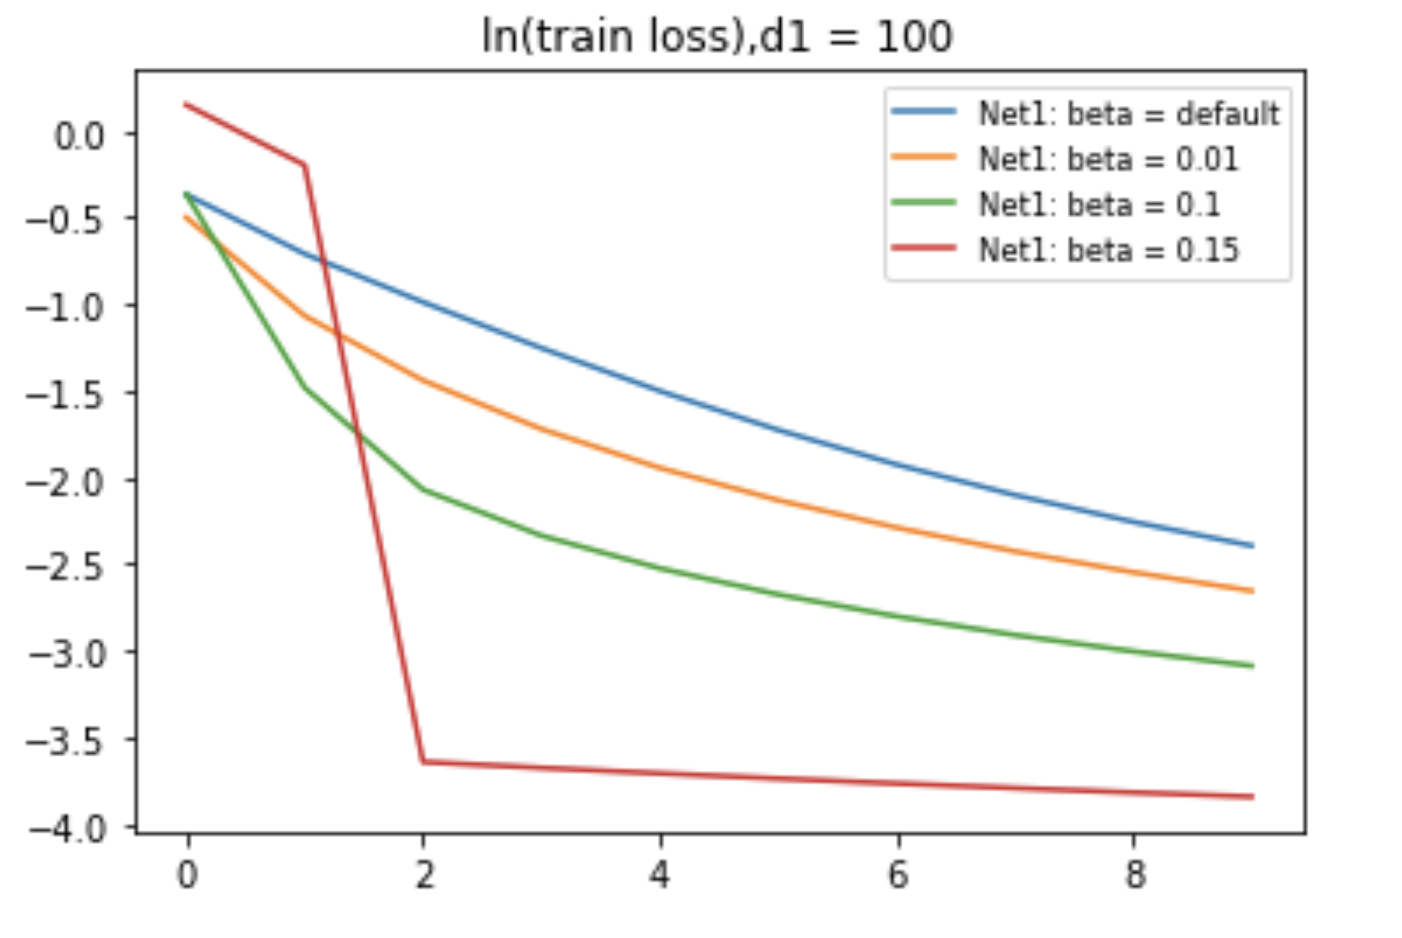 ln(train loss),d1 = 100
Net1: beta = default
Net1: beta = 0.01
Net1: beta = 0.1
Net1: beta = 0.15
0.0
−0.5
−1.0
−1.5
−2.0
−2.5
−3.0
−3.5
−4.0
0 2 4 6 8